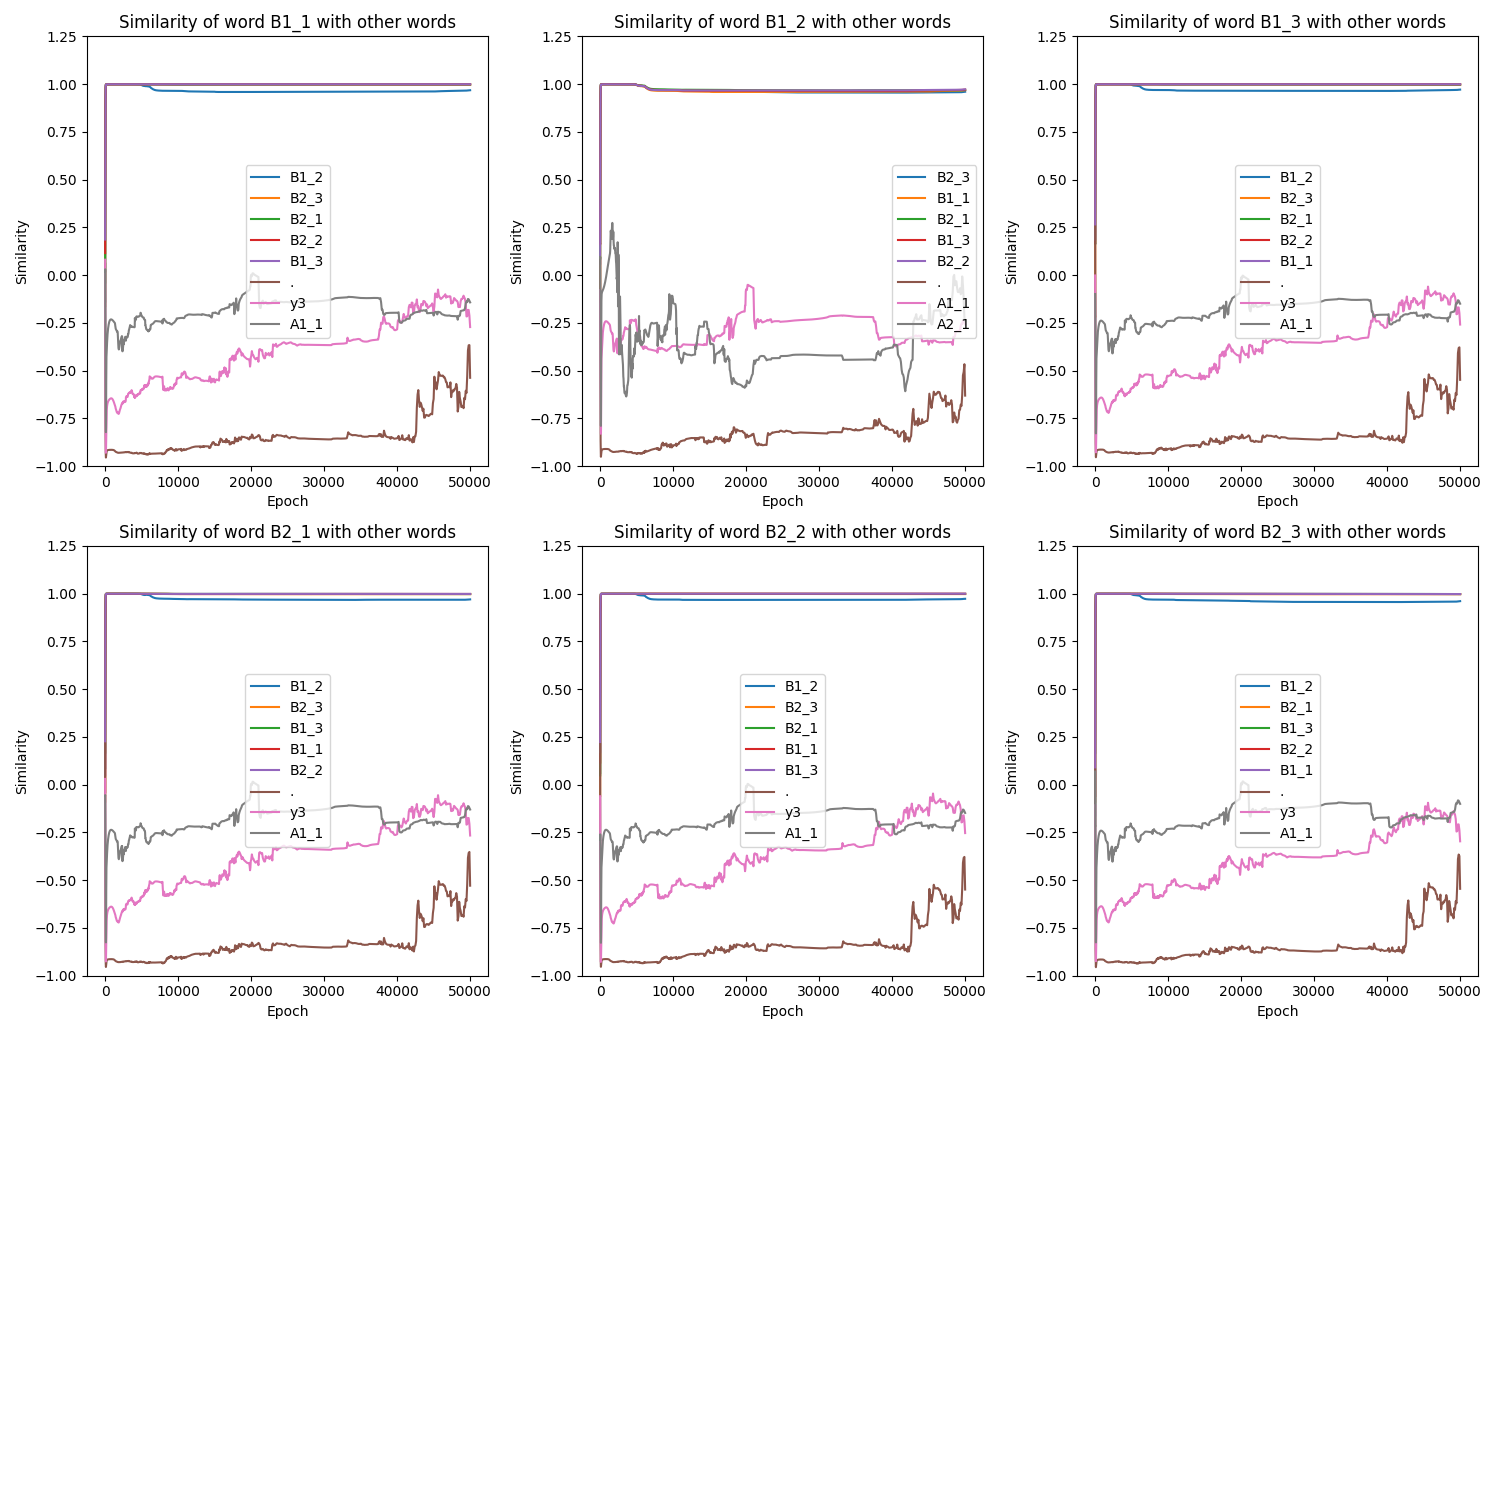 Similarity of word B1_1 with other words
1.25
1.00
0.75
0.50
0.25
0.00
−0.25
−0.50
−0.75
−1.00
Similarity
B1_2
B2_3
B2_1
B2_2
B1_3
.
y3
A1_1
0 10000 20000 30000 40000 50000
Epoch
Similarity of word B1_2 with other words
1.25
1.00
0.75
0.50
0.25
0.00
−0.25
−0.50
−0.75
−1.00
Similarity
B2_3
B1_1
B2_1
B1_3
B2_2
.
A1_1
A2_1
0 10000 20000 30000 40000 50000
Epoch
Similarity of word B1_3 with other words
1.25
1.00
0.75
0.50
0.25
0.00
−0.25
−0.50
−0.75
−1.00
Similarity
B1_2
B2_3
B2_1
B2_2
B1_1
.
y3
A1_1
0 10000 20000 30000 40000 50000
Epoch
Similarity of word B2_1 with other words
1.25
1.00
0.75
0.50
0.25
0.00
−0.25
−0.50
−0.75
−1.00
Similarity
B1_2
B2_3
B1_3
B1_1
B2_2
.
y3
A1_1
0 10000 20000 30000 40000 50000
Epoch
Similarity of word B2_2 with other words
1.25
1.00
0.75
0.50
0.25
0.00
−0.25
−0.50
−0.75
−1.00
Similarity
B1_2
B2_3
B2_1
B1_1
B1_3
.
y3
A1_1
0 10000 20000 30000 40000 50000
Epoch
Similarity of word B2_3 with other words
1.25
1.00
0.75
0.50
0.25
0.00
−0.25
−0.50
−0.75
−1.00
Similarity
B1_2
B2_1
B1_3
B2_2
B1_1
.
y3
A1_1
0 10000 20000 30000 40000 50000
Epoch